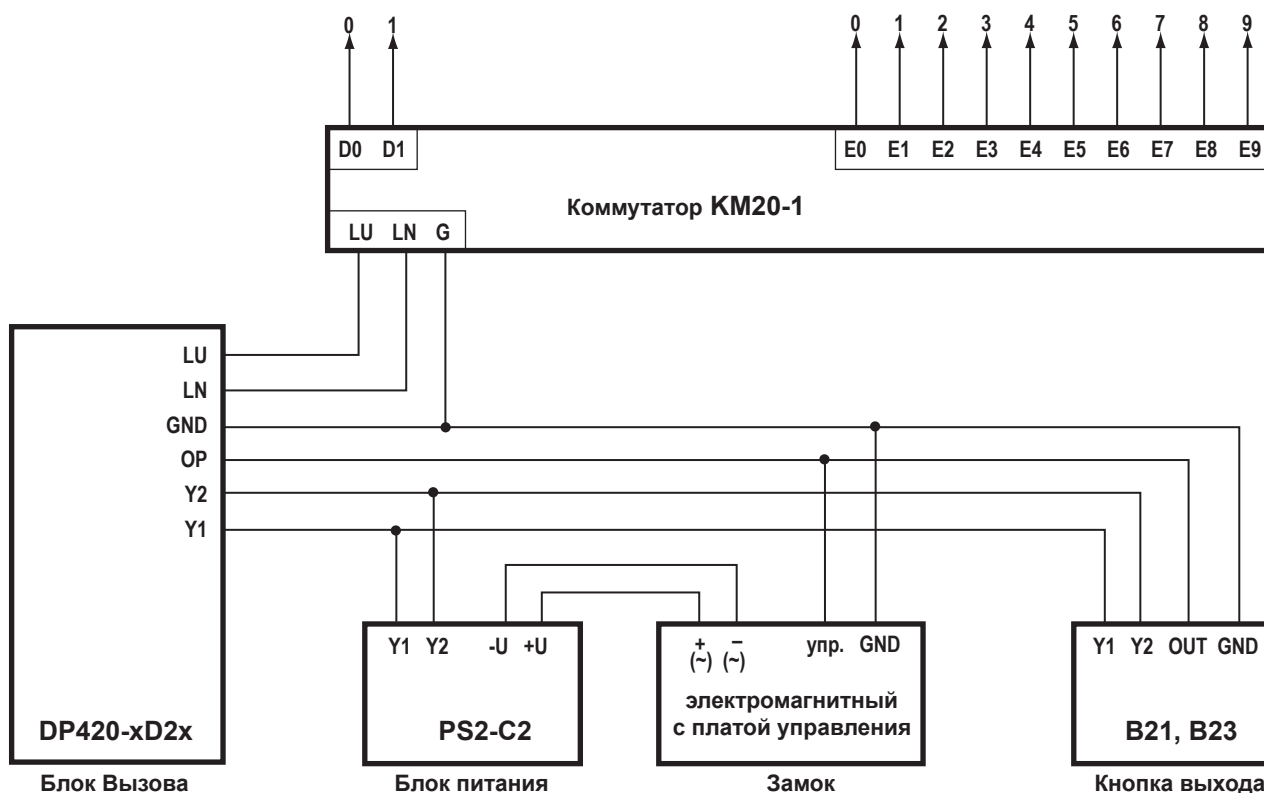 0 1 0 1 2 3 4 5 6 7 8 9
D0 D1 E0 E1 E2 E3 E4 E5 E6 E7 E8 E9
Коммутатор KM20-1
LU LN G
LU
LN
GND
OP
Y2
Y1
DP420-xD2x
Блок Вызова
Y1 Y2 -U +U
PS2-C2
Блок питания
+ – упр. GND
(~) (~)
электромагнитный
с платой управления
Замок
Y1 Y2 OUT GND
B21, B23
Кнопка выхода